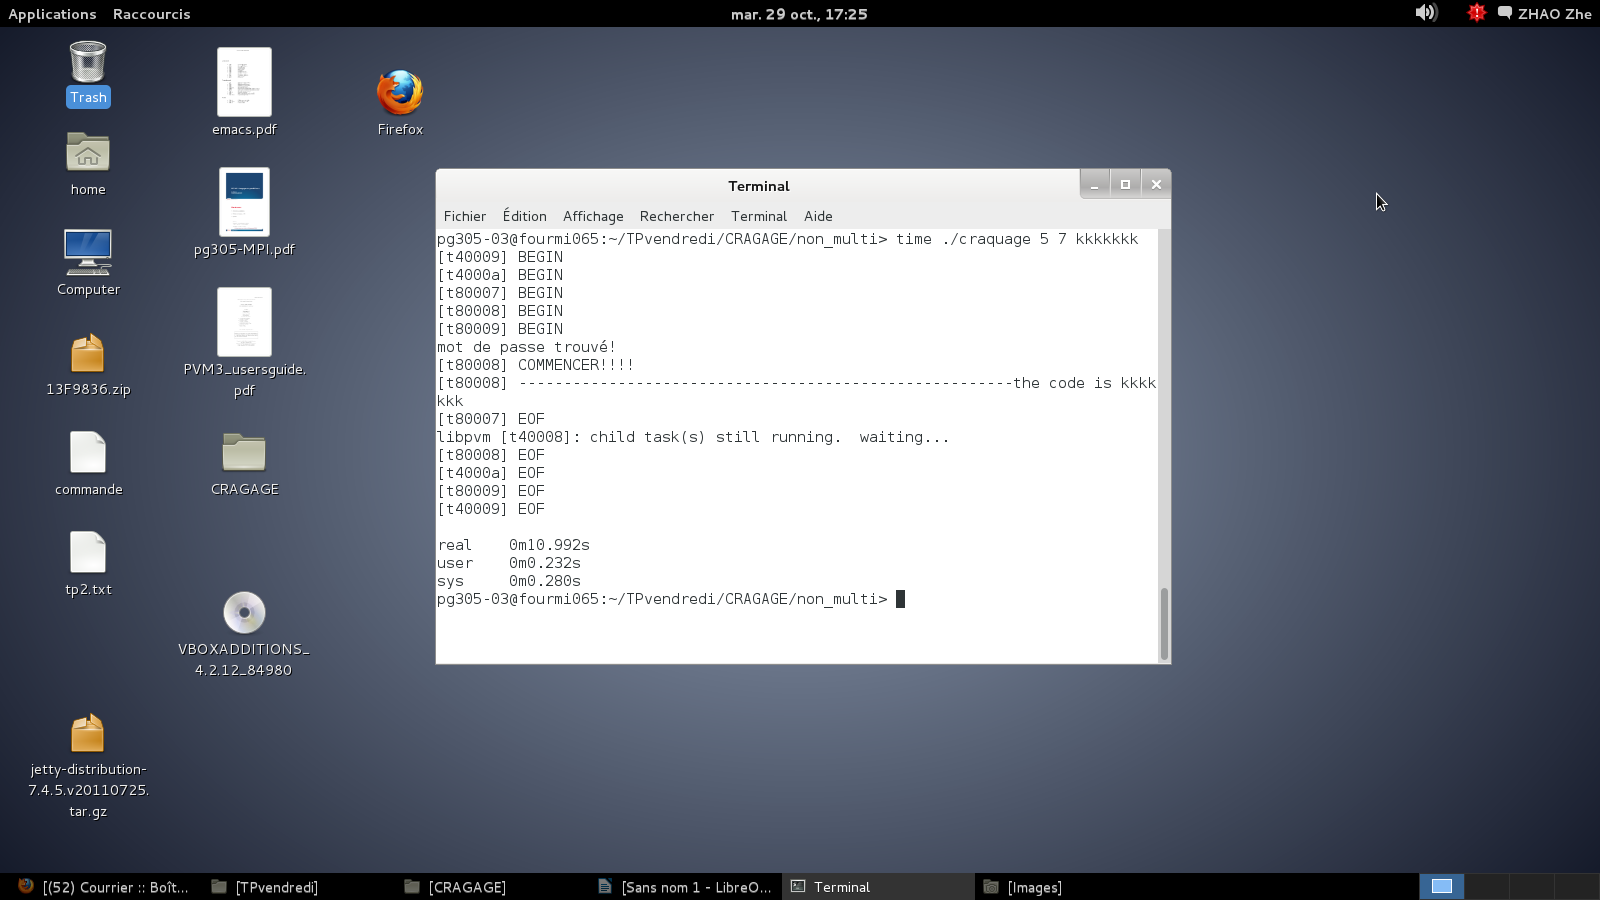 Applications Raccourcis mar. 29 oct., 17:25 ZHAO Zhe
Trash
home
Computer
13F9836.zip
commande
tp2.txt
jetty-distribution-
7.4.5.v20110725.
tar.gz
emacs.pdf
pg305-MPI.pdf
PVM3_usersguide.
pdf
CRAGAGE
VBOXADDITIONS_
4.2.12_84980
Firefox
Terminal
Fichier Édition Affichage Rechercher Terminal Aide
pg305-03@fourmi065:~/TPvendredi/CRAGAGE/non_multi> time ./craquage 5 7 kkkkkkk
[t40009] BEGIN
[t4000a] BEGIN
[t80007] BEGIN
[t80008] BEGIN
[t80009] BEGIN
mot de passe trouvé!
[t80008] COMMENCER!!!!
[t80008] -------------------------------------------------------the code is kkkk
kkk
[t80007] EOF
libpvm [t40008]: child task(s) still running.  waiting...
[t80008] EOF
[t4000a] EOF
[t80009] EOF
[t40009] EOF
real 0m10.992s
user 0m0.232s
sys 0m0.280s
pg305-03@fourmi065:~/TPvendredi/CRAGAGE/non_multi>
[(52) Courrier :: Boît... [TPvendredi] [CRAGAGE] [Sans nom 1 - LibreO... Terminal [Images]